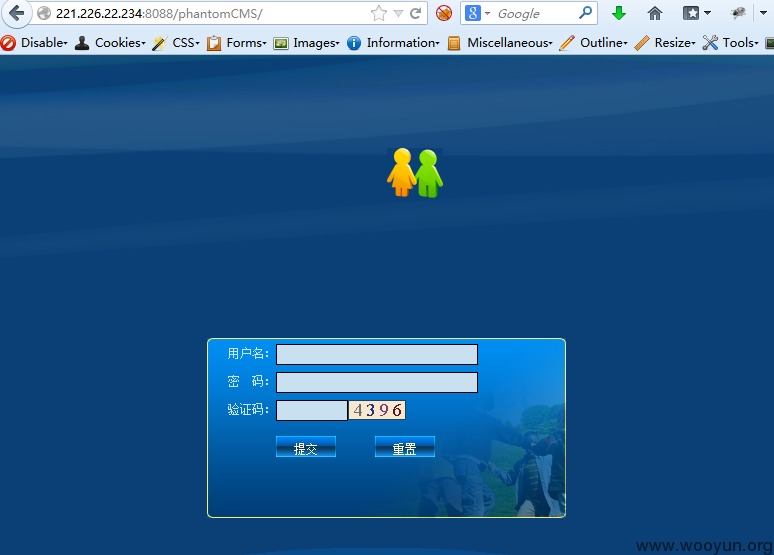 221.226.22.234:8088/phantomCMS/
Google
Disable Cookies CSS Forms Images Information Miscellaneous Outline Resize Tools
用户名:
密 码:
验证码: 4396
提交 重置
www.wooyun.org